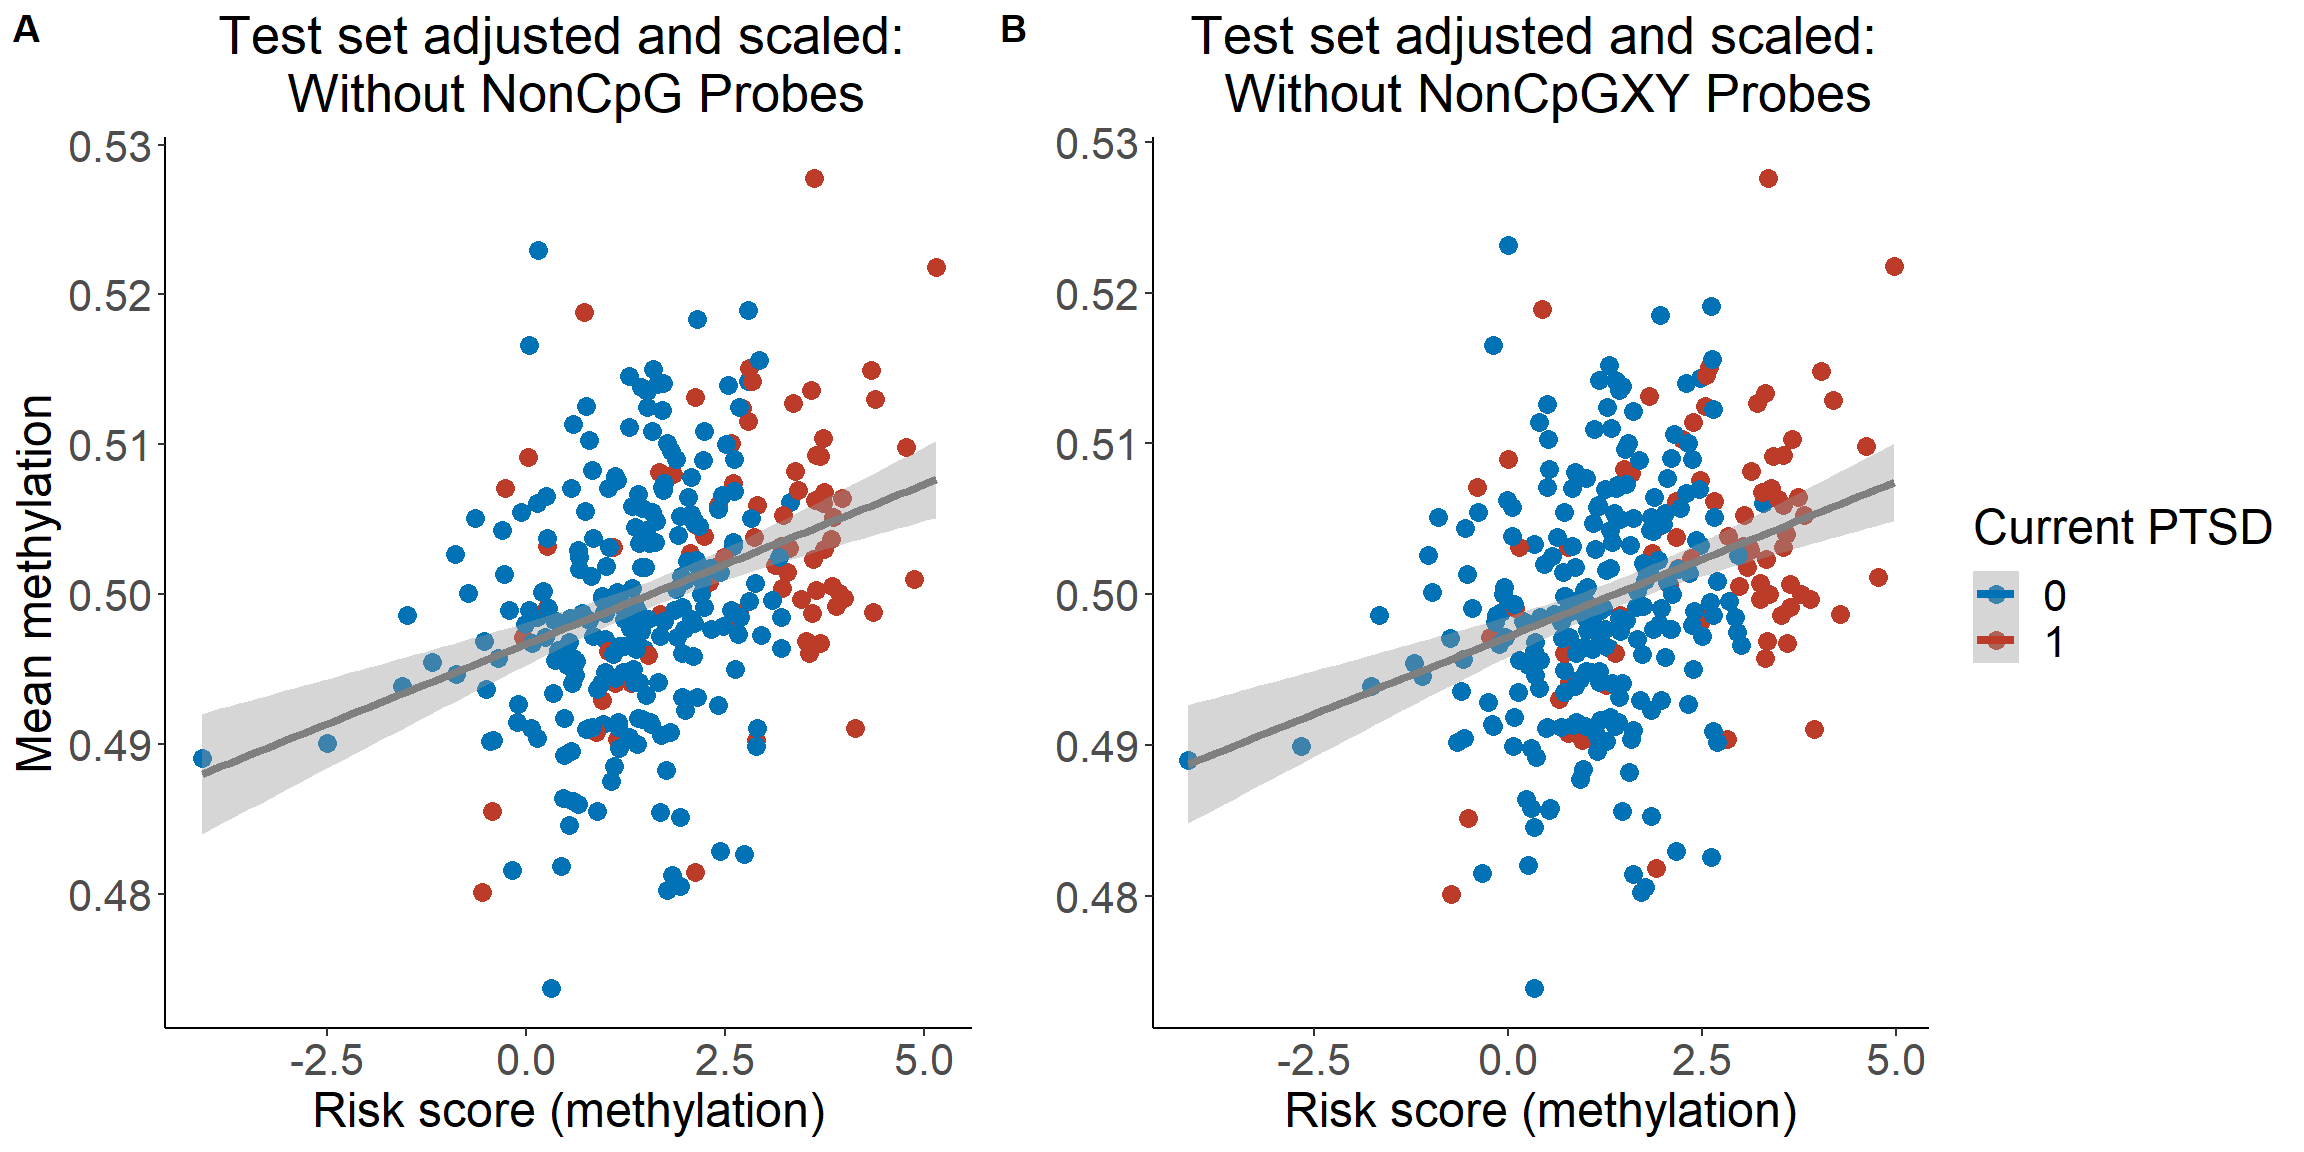 A
Test set adjusted and scaled:
Without NonCpG Probes
0.53
0.52
0.51
0.50
0.49
0.48
Mean methylation
-2.5 0.0 2.5 5.0
Risk score (methylation)
B
Test set adjusted and scaled:
Without NonCpGXY Probes
0.53
0.52
0.51
0.50
0.49
0.48
-2.5 0.0 2.5 5.0
Risk score (methylation)
Current PTSD
0
1